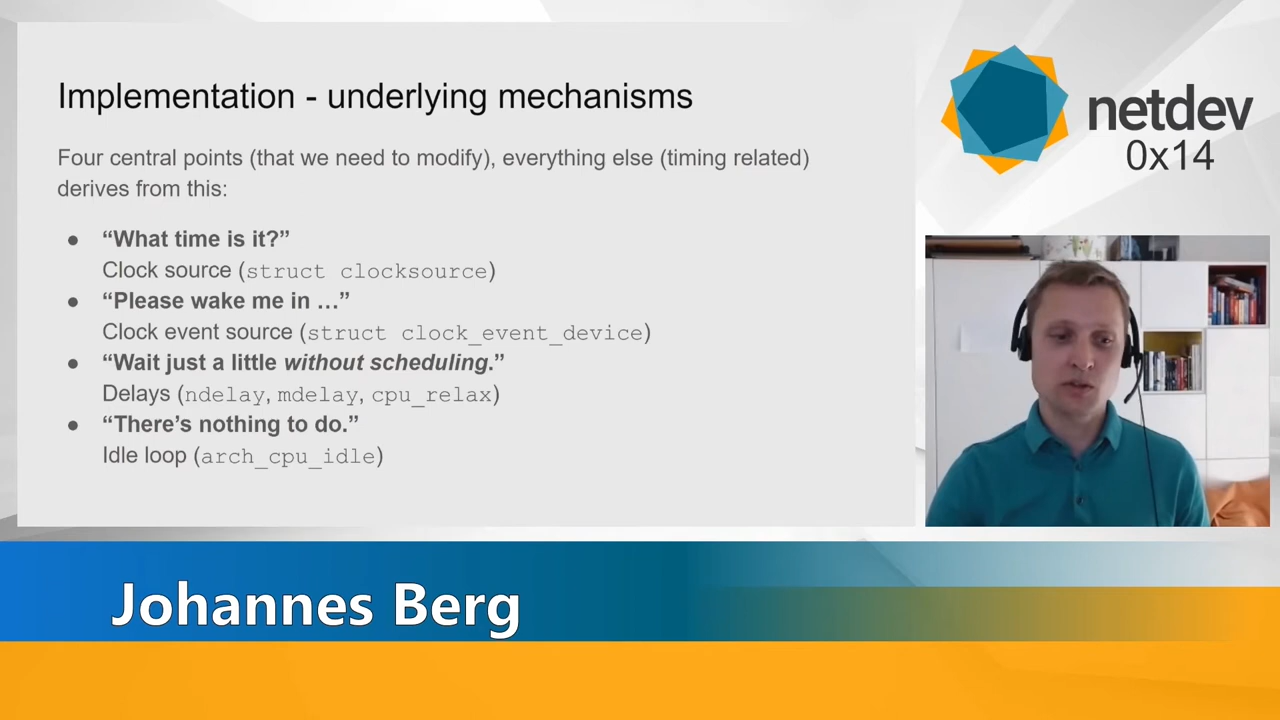 Implementation - underlying mechanisms
Four central points (that we need to modify), everything else (timing related)
derives from this:
● “What time is it?”
Clock source (struct clocksource)
● “Please wake me in …”
Clock event source (struct clock_event_device)
● “Wait just a little without scheduling.”
Delays (ndelay, mdelay, cpu_relax)
● “There’s nothing to do.”
Idle loop (arch_cpu_idle)
netdev
0x14
Johannes Berg